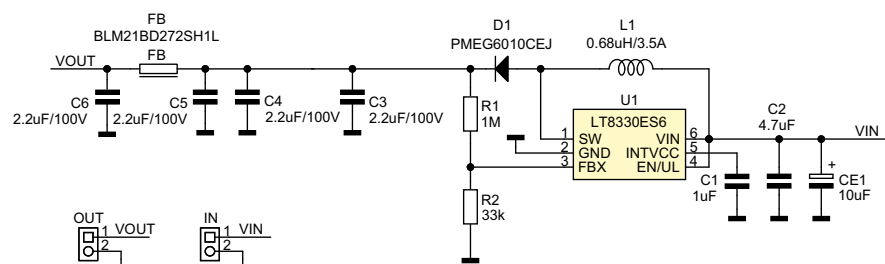 FB
BLM21BD272SH1L
VOUT
FB
C6
2.2uF/100V
C5
2.2uF/100V
C4
2.2uF/100V
C3
2.2uF/100V
D1
PMEG6010CEJ
L1
0.68uH/3.5A
R1
1M
R2
33k
U1
LT8330ES6
1 SW VIN 6
2 GND INTVCC 5
3 FBX EN/UL 4
C1
1uF
C2
4.7uF
VIN
+
CE1
10uF
OUT
1 VOUT
2
IN
1 VIN
2